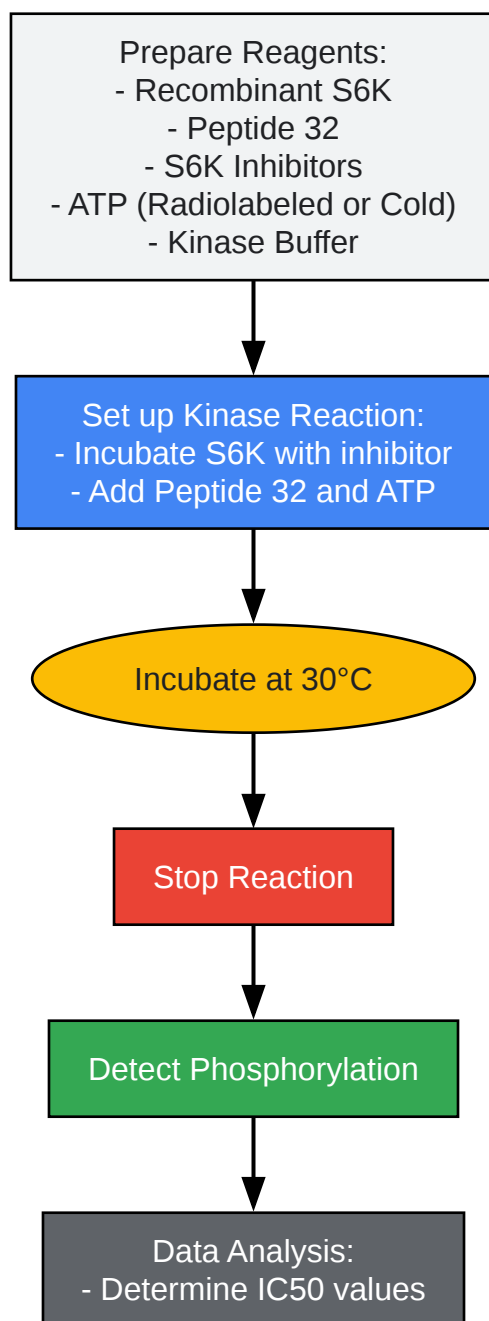 Prepare Reagents:
- Recombinant S6K
- Peptide 32
- S6K Inhibitors
- ATP (Radiolabeled or Cold)
- Kinase Buffer
Set up Kinase Reaction:
- Incubate S6K with inhibitor
- Add Peptide 32 and ATP
Incubate at 30°C
Stop Reaction
Detect Phosphorylation
Data Analysis:
- Determine IC50 values